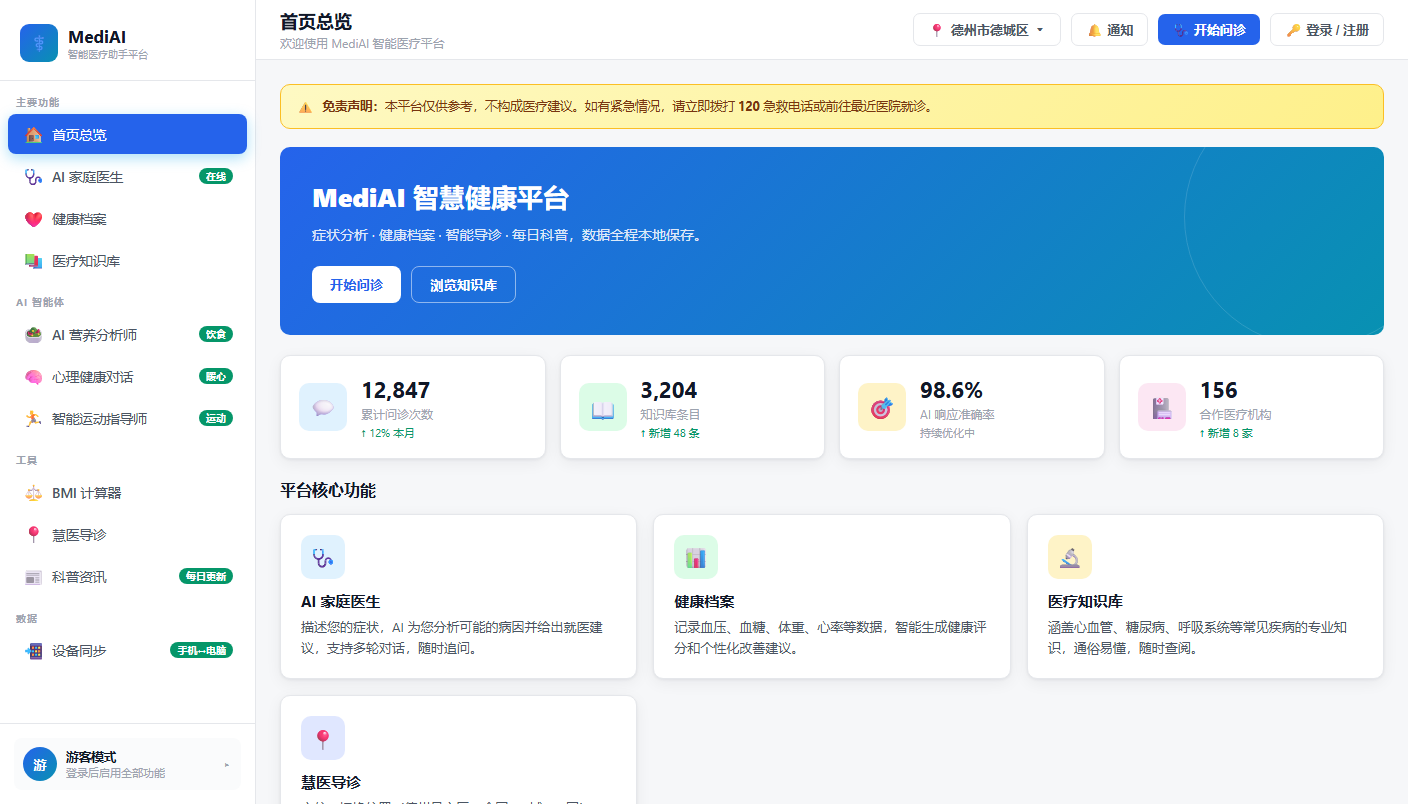 MediAI
智能医疗助手平台
主要功能
首页总览
AI 家庭医生
在线
健康档案
医疗知识库
AI 智能体
AI 营养分析师
饮食
心理健康对话
暖心
智能运动指导师
运动
工具
BMI 计算器
慧医导诊
科普资讯
每日更新
数据
设备同步
手机↔电脑
游
游客模式
登录后启用全部功能
首页总览
欢迎使用 MediAI 智能医疗平台
德州市德城区
通知
开始问诊
登录 / 注册
免责声明：本平台仅供参考，不构成医疗建议。如有紧急情况，请立即拨打 120 急救电话或前往最近医院就诊。
MediAI 智慧健康平台
症状分析 · 健康档案 · 智能导诊 · 每日科普，数据全程本地保存。
开始问诊
浏览知识库
12,847
累计问诊次数
↑ 12% 本月
3,204
知识库条目
↑ 新增 48 条
98.6%
AI 响应准确率
持续优化中
156
合作医疗机构
↑ 新增 8 家
平台核心功能
AI 家庭医生
描述您的症状，AI 为您分析可能的病因并给出就医建
议，支持多轮对话，随时追问。
健康档案
记录血压、血糖、体重、心率等数据，智能生成健康评
分和个性化改善建议。
医疗知识库
涵盖心血管、糖尿病、呼吸系统等常见疾病的专业知
识，通俗易懂，随时查阅。
慧医导诊